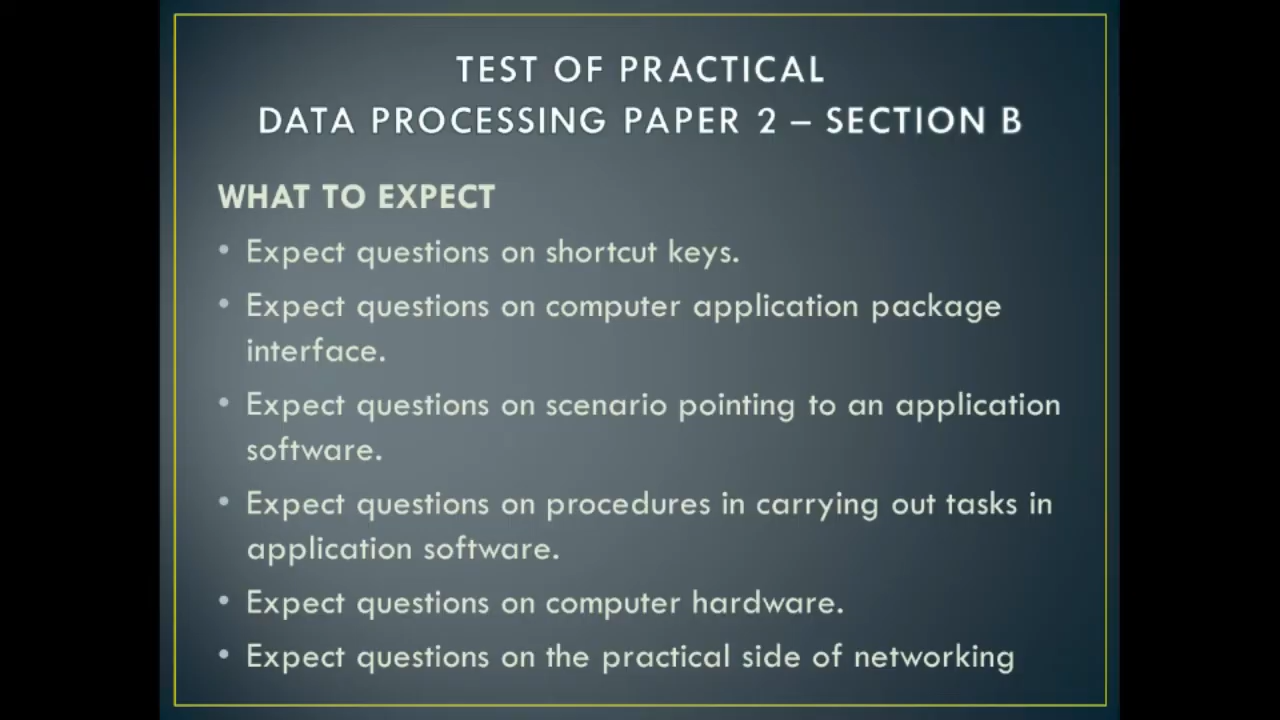 TEST OF PRACTICAL
DATA PROCESSING PAPER 2 – SECTION B
WHAT TO EXPECT
• Expect questions on shortcut keys.
• Expect questions on computer application package
interface.
• Expect questions on scenario pointing to an application
software.
• Expect questions on procedures in carrying out tasks in
application software.
• Expect questions on computer hardware.
• Expect questions on the practical side of networking